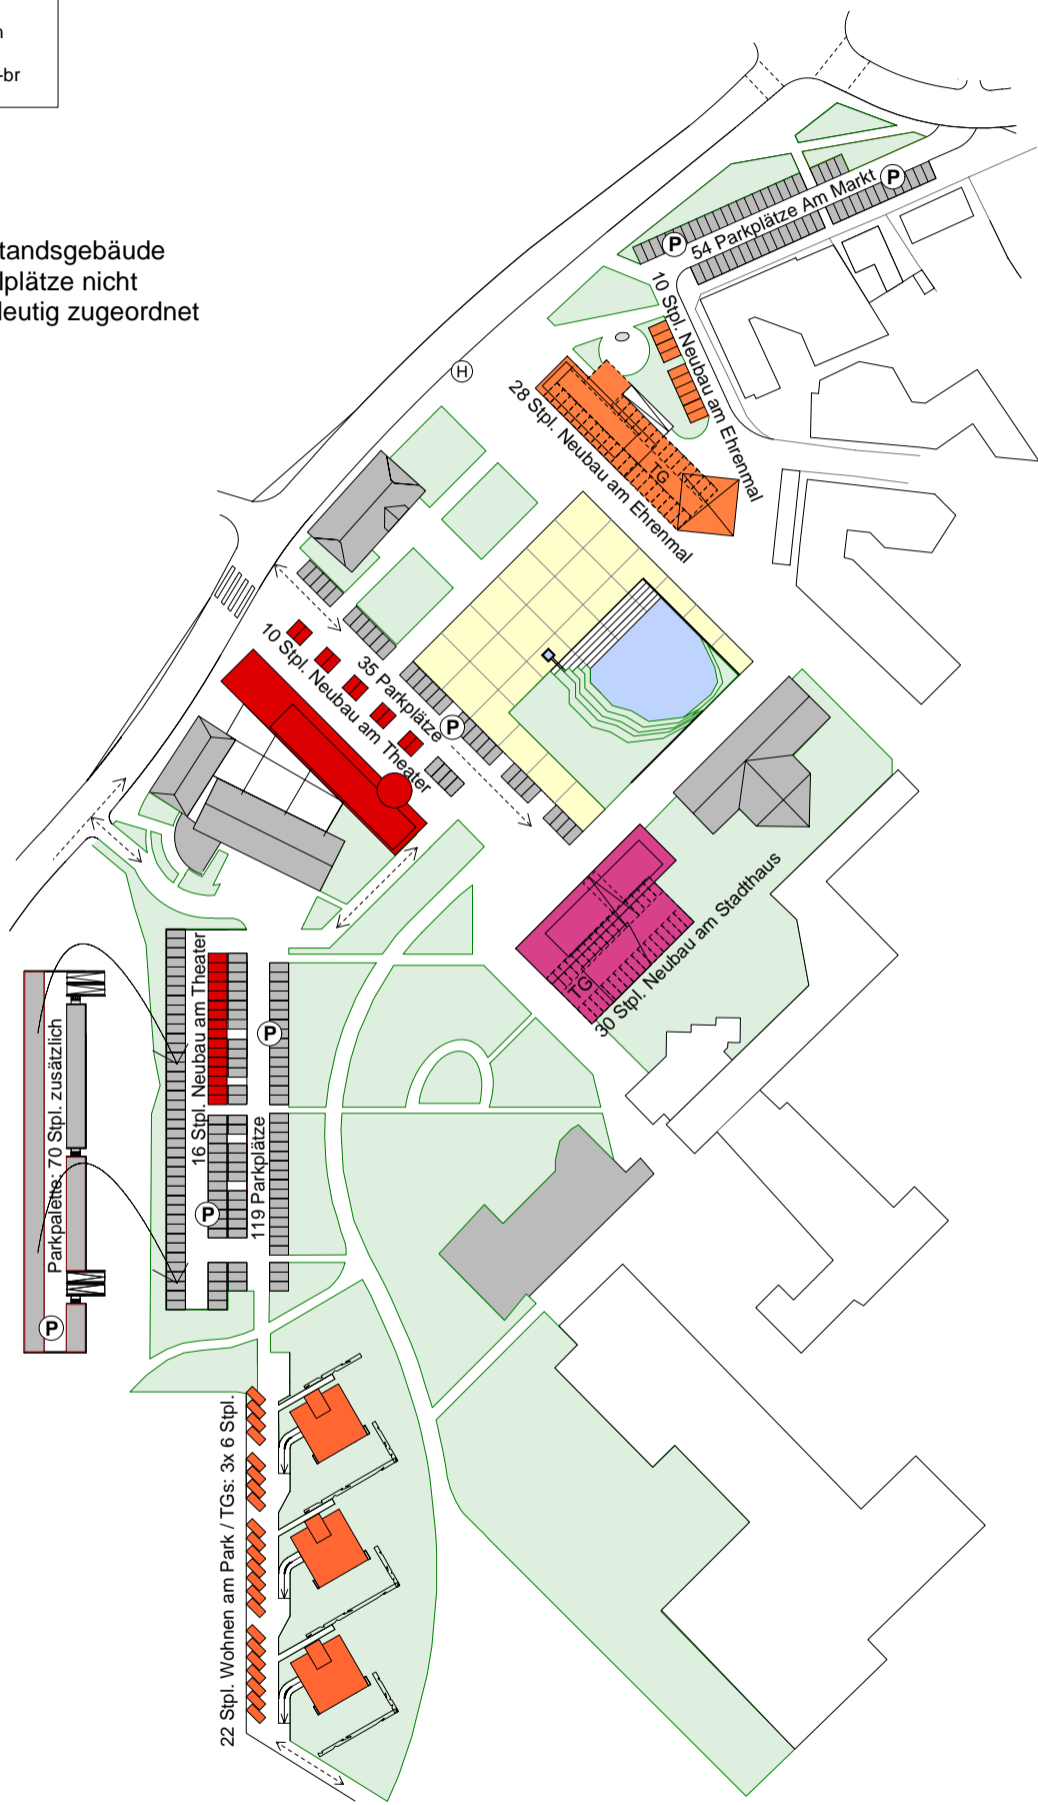 -br
standsgebäude
llplätze nicht
deutig zugeordnet
P
54 Parkplätze Am Markt
P
10 Stpl. Neubau am Ehrenmal
H
28 Stpl. Neubau am Ehrenmal
TG
10 Stpl. Neubau am Theater
35 Parkplätze
P
30 Stpl. Neubau am Stadthaus
TG
16 Stpl. Neubau am Theater
P
119 Parkplätze
P
Parkpalette: 70 Stpl. zusätzlich
P
22 Stpl. Wohnen am Park / TGs: 3x 6 Stpl.